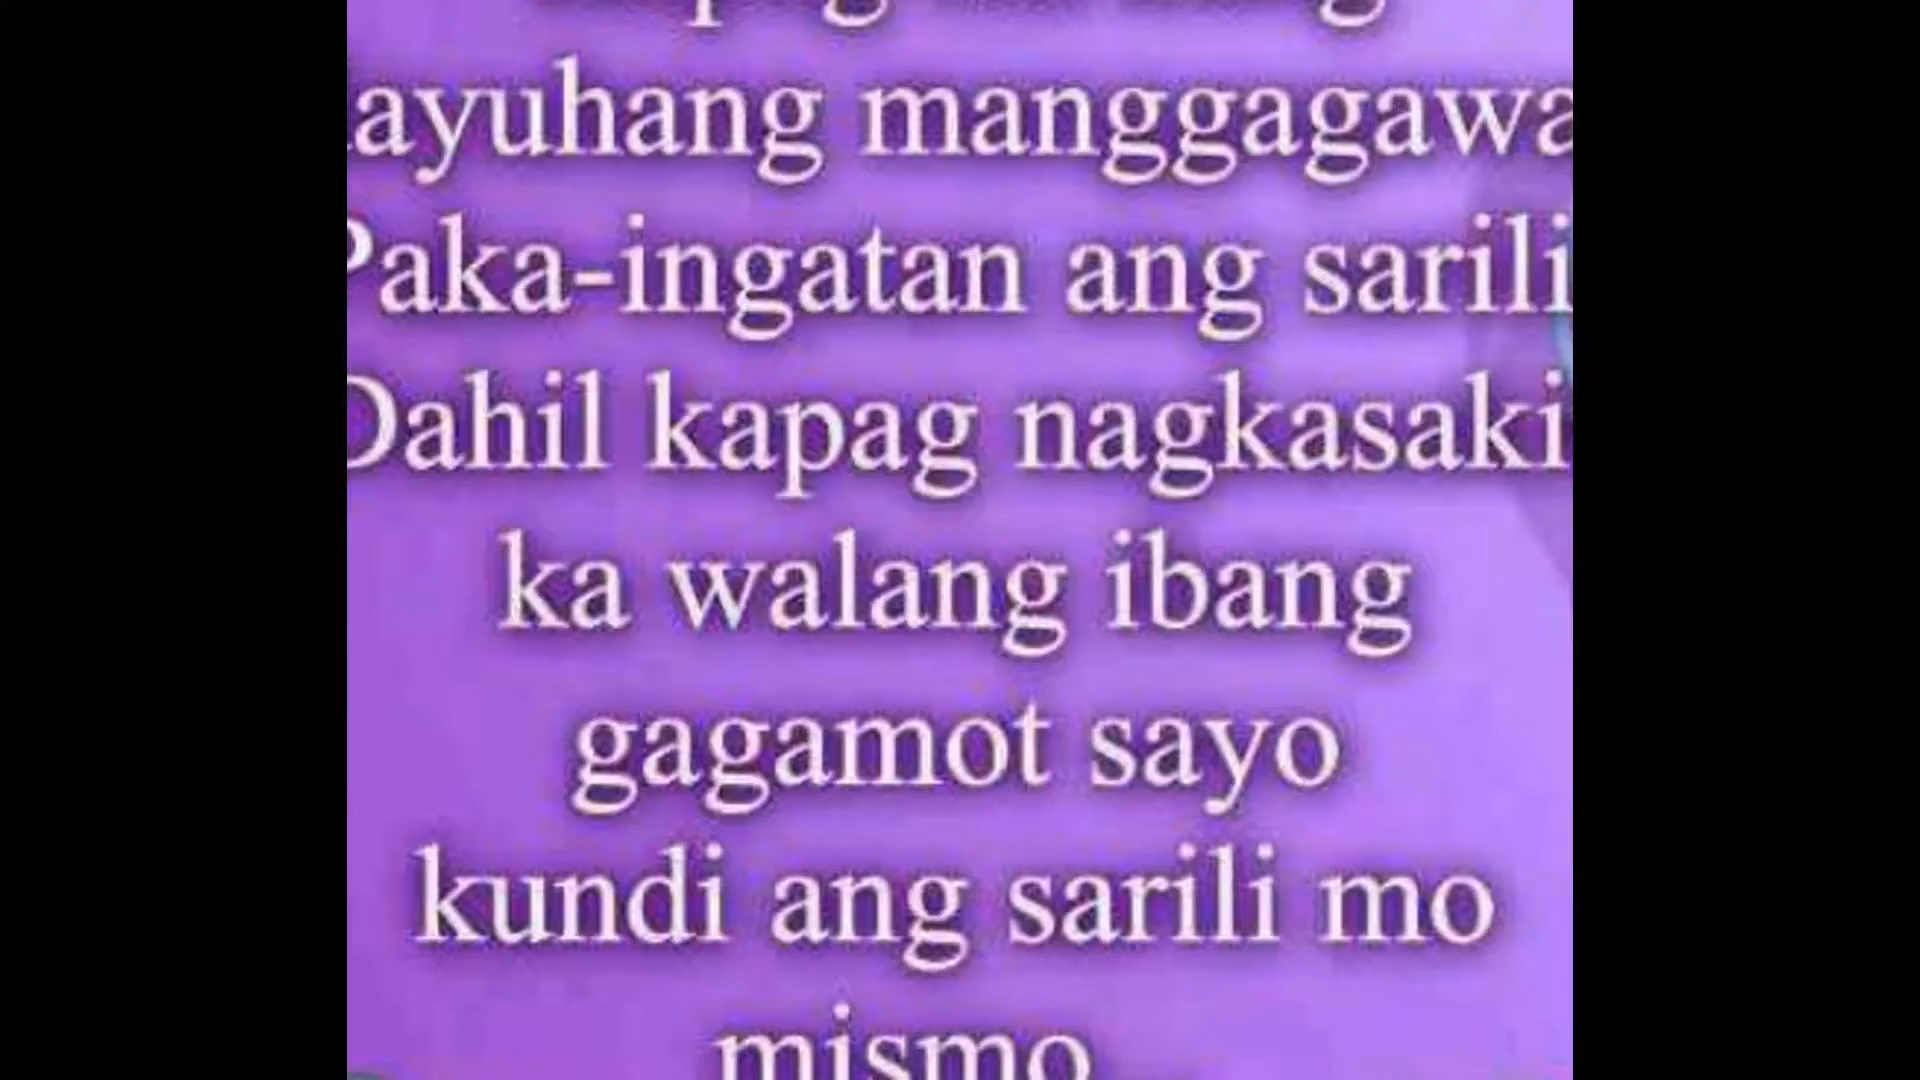 ayuhang manggagawa
Paka-ingatan ang sarili
Dahil kapag nagkasaki
ka walang ibang
gagamot sayo
kundi ang sarili mo
mismo